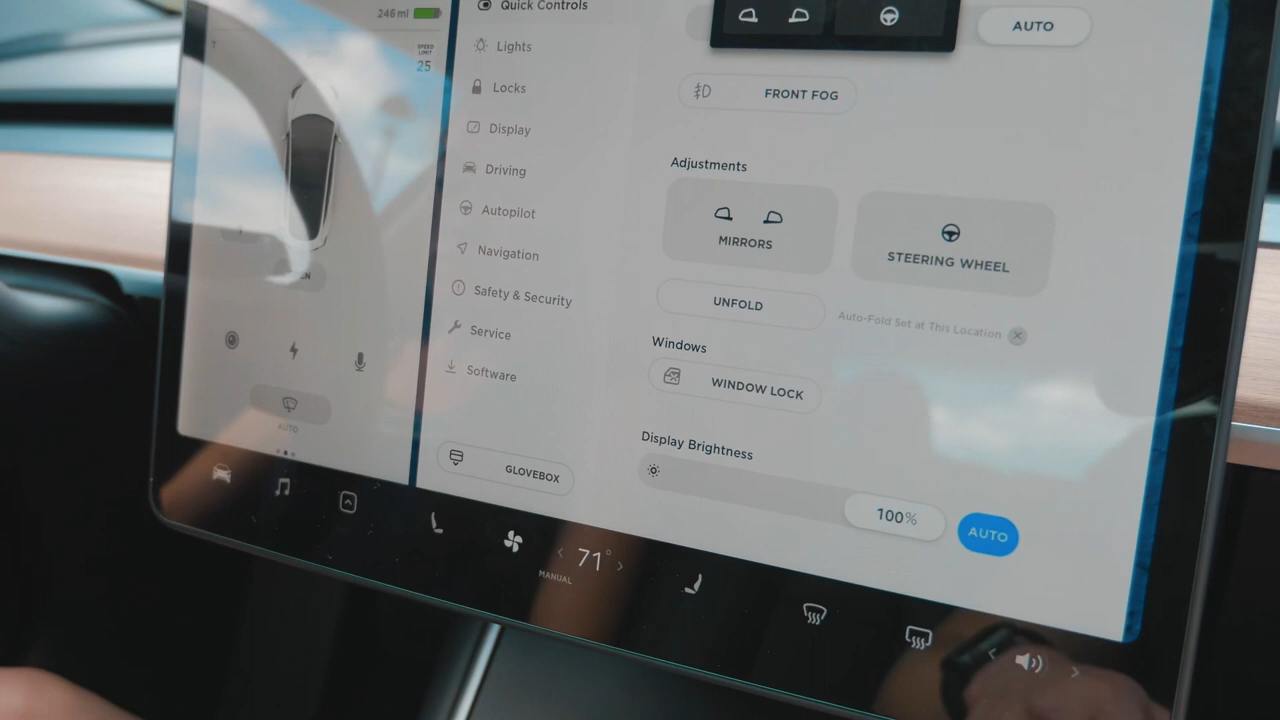 246 mi
SPEED
LIMIT
25
Quick Controls
Lights
Locks
Display
Driving
Autopilot
Navigation
Safety & Security
Service
Software
GLOVEBOX
AUTO
AUTO
FRONT FOG
Adjustments
MIRRORS
STEERING WHEEL
UNFOLD
Auto-Fold Set at This Location
Windows
WINDOW LOCK
Display Brightness
100%
AUTO
71°
MANUAL